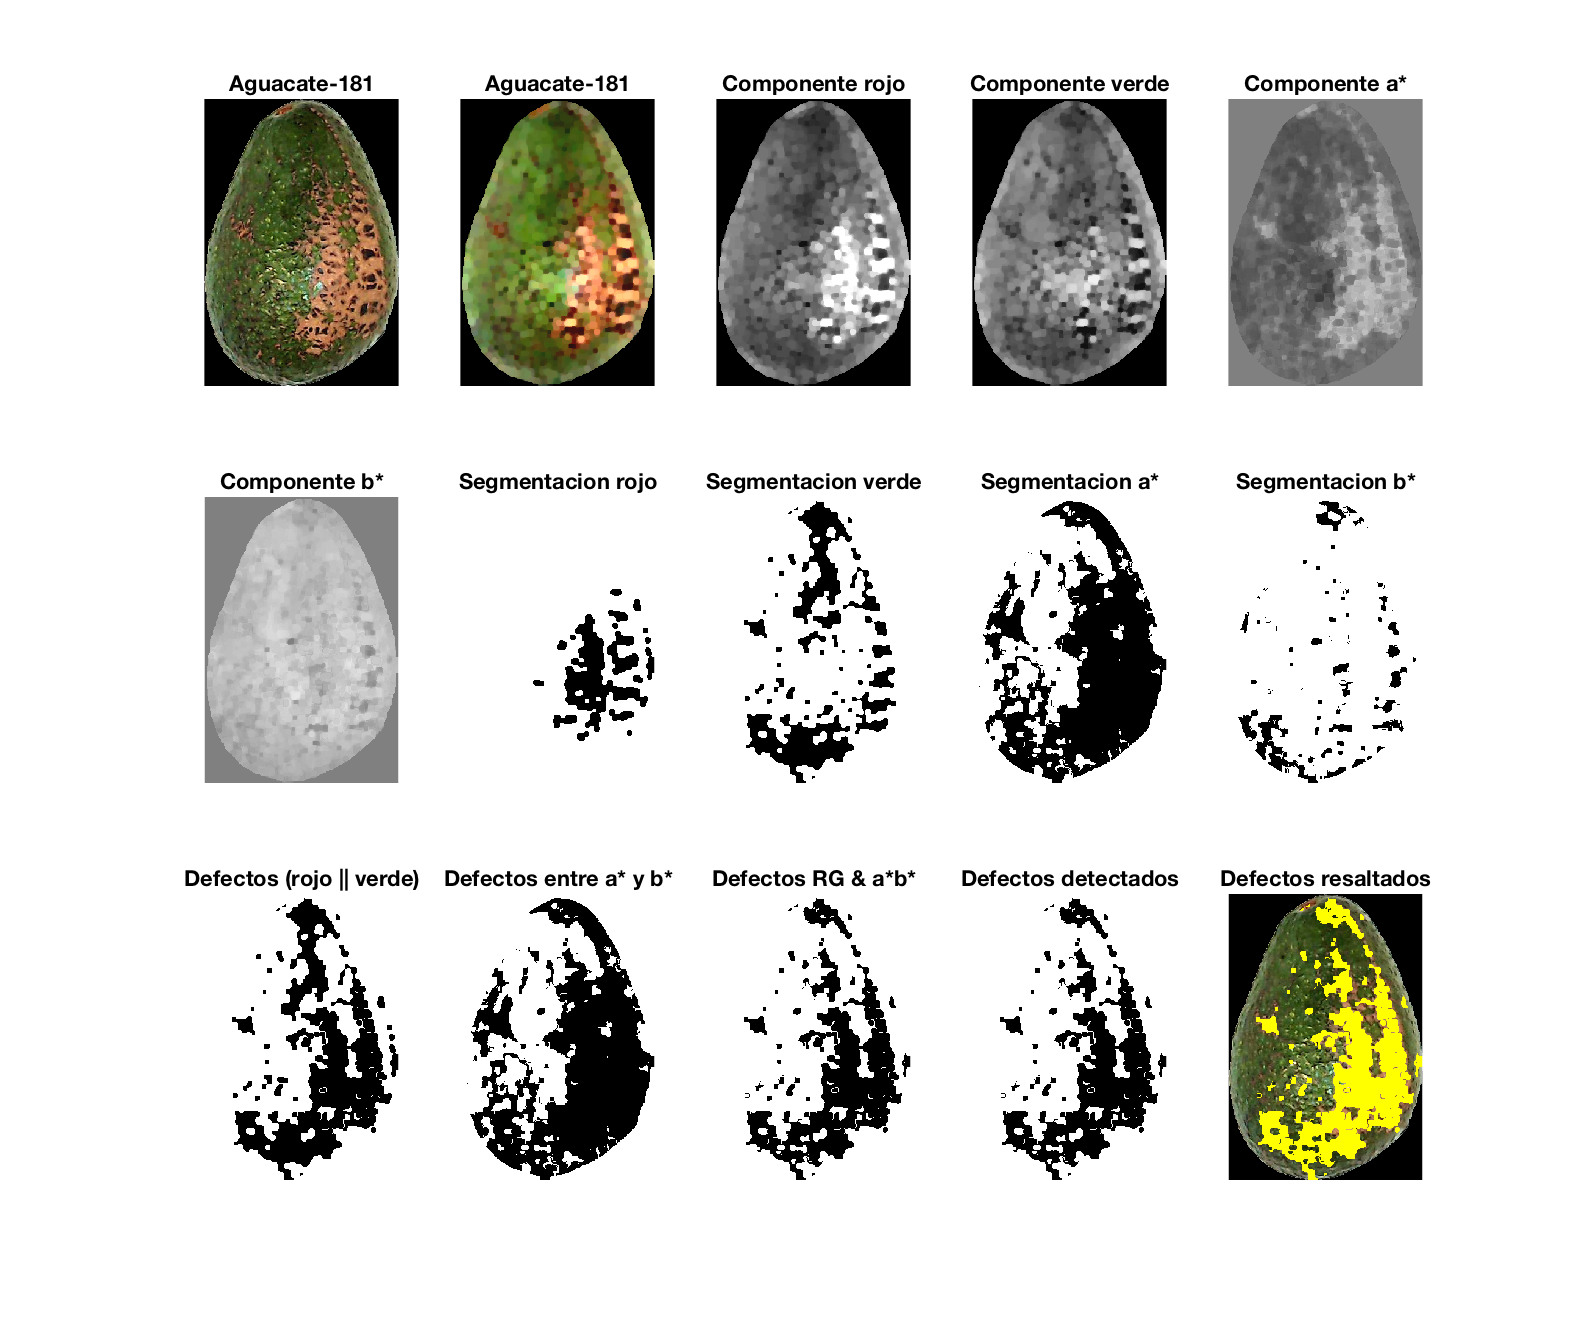 Aguacate-181
Aguacate-181
Componente rojo
Componente verde
Componente a*
Componente b*
Segmentacion rojo
Segmentacion verde
Segmentacion a*
Segmentacion b*
Defectos (rojo || verde)
Defectos entre a* y b*
Defectos RG & a*b*
Defectos detectados
Defectos resaltados